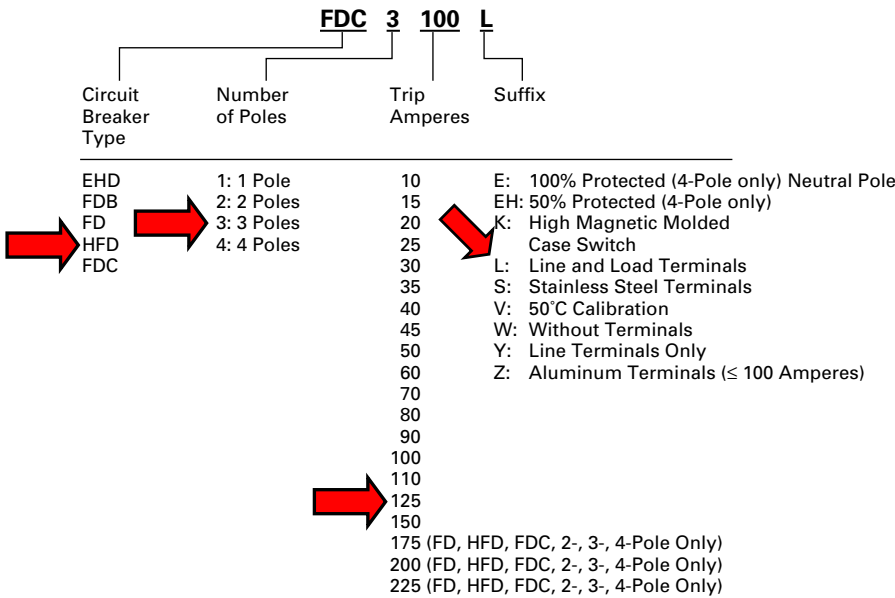 FDC 3 100 L
Circuit Breaker Type
Number of Poles
Trip Amperes
Suffix
EHD
FDB
FD
HFD
FDC
1: 1 Pole
2: 2 Poles
3: 3 Poles
4: 4 Poles
10
15
20
25
30
35
40
45
50
60
70
80
90
100
110
125
150
175 (FD, HFD, FDC, 2-, 3-, 4-Pole Only)
200 (FD, HFD, FDC, 2-, 3-, 4-Pole Only)
225 (FD, HFD, FDC, 2-, 3-, 4-Pole Only)
E: 100% Protected (4-Pole only) Neutral Pole
EH: 50% Protected (4-Pole only)
K: High Magnetic Molded
Case Switch
L: Line and Load Terminals
S: Stainless Steel Terminals
V: 50°C Calibration
W: Without Terminals
Y: Line Terminals Only
Z: Aluminum Terminals (≤ 100 Amperes)